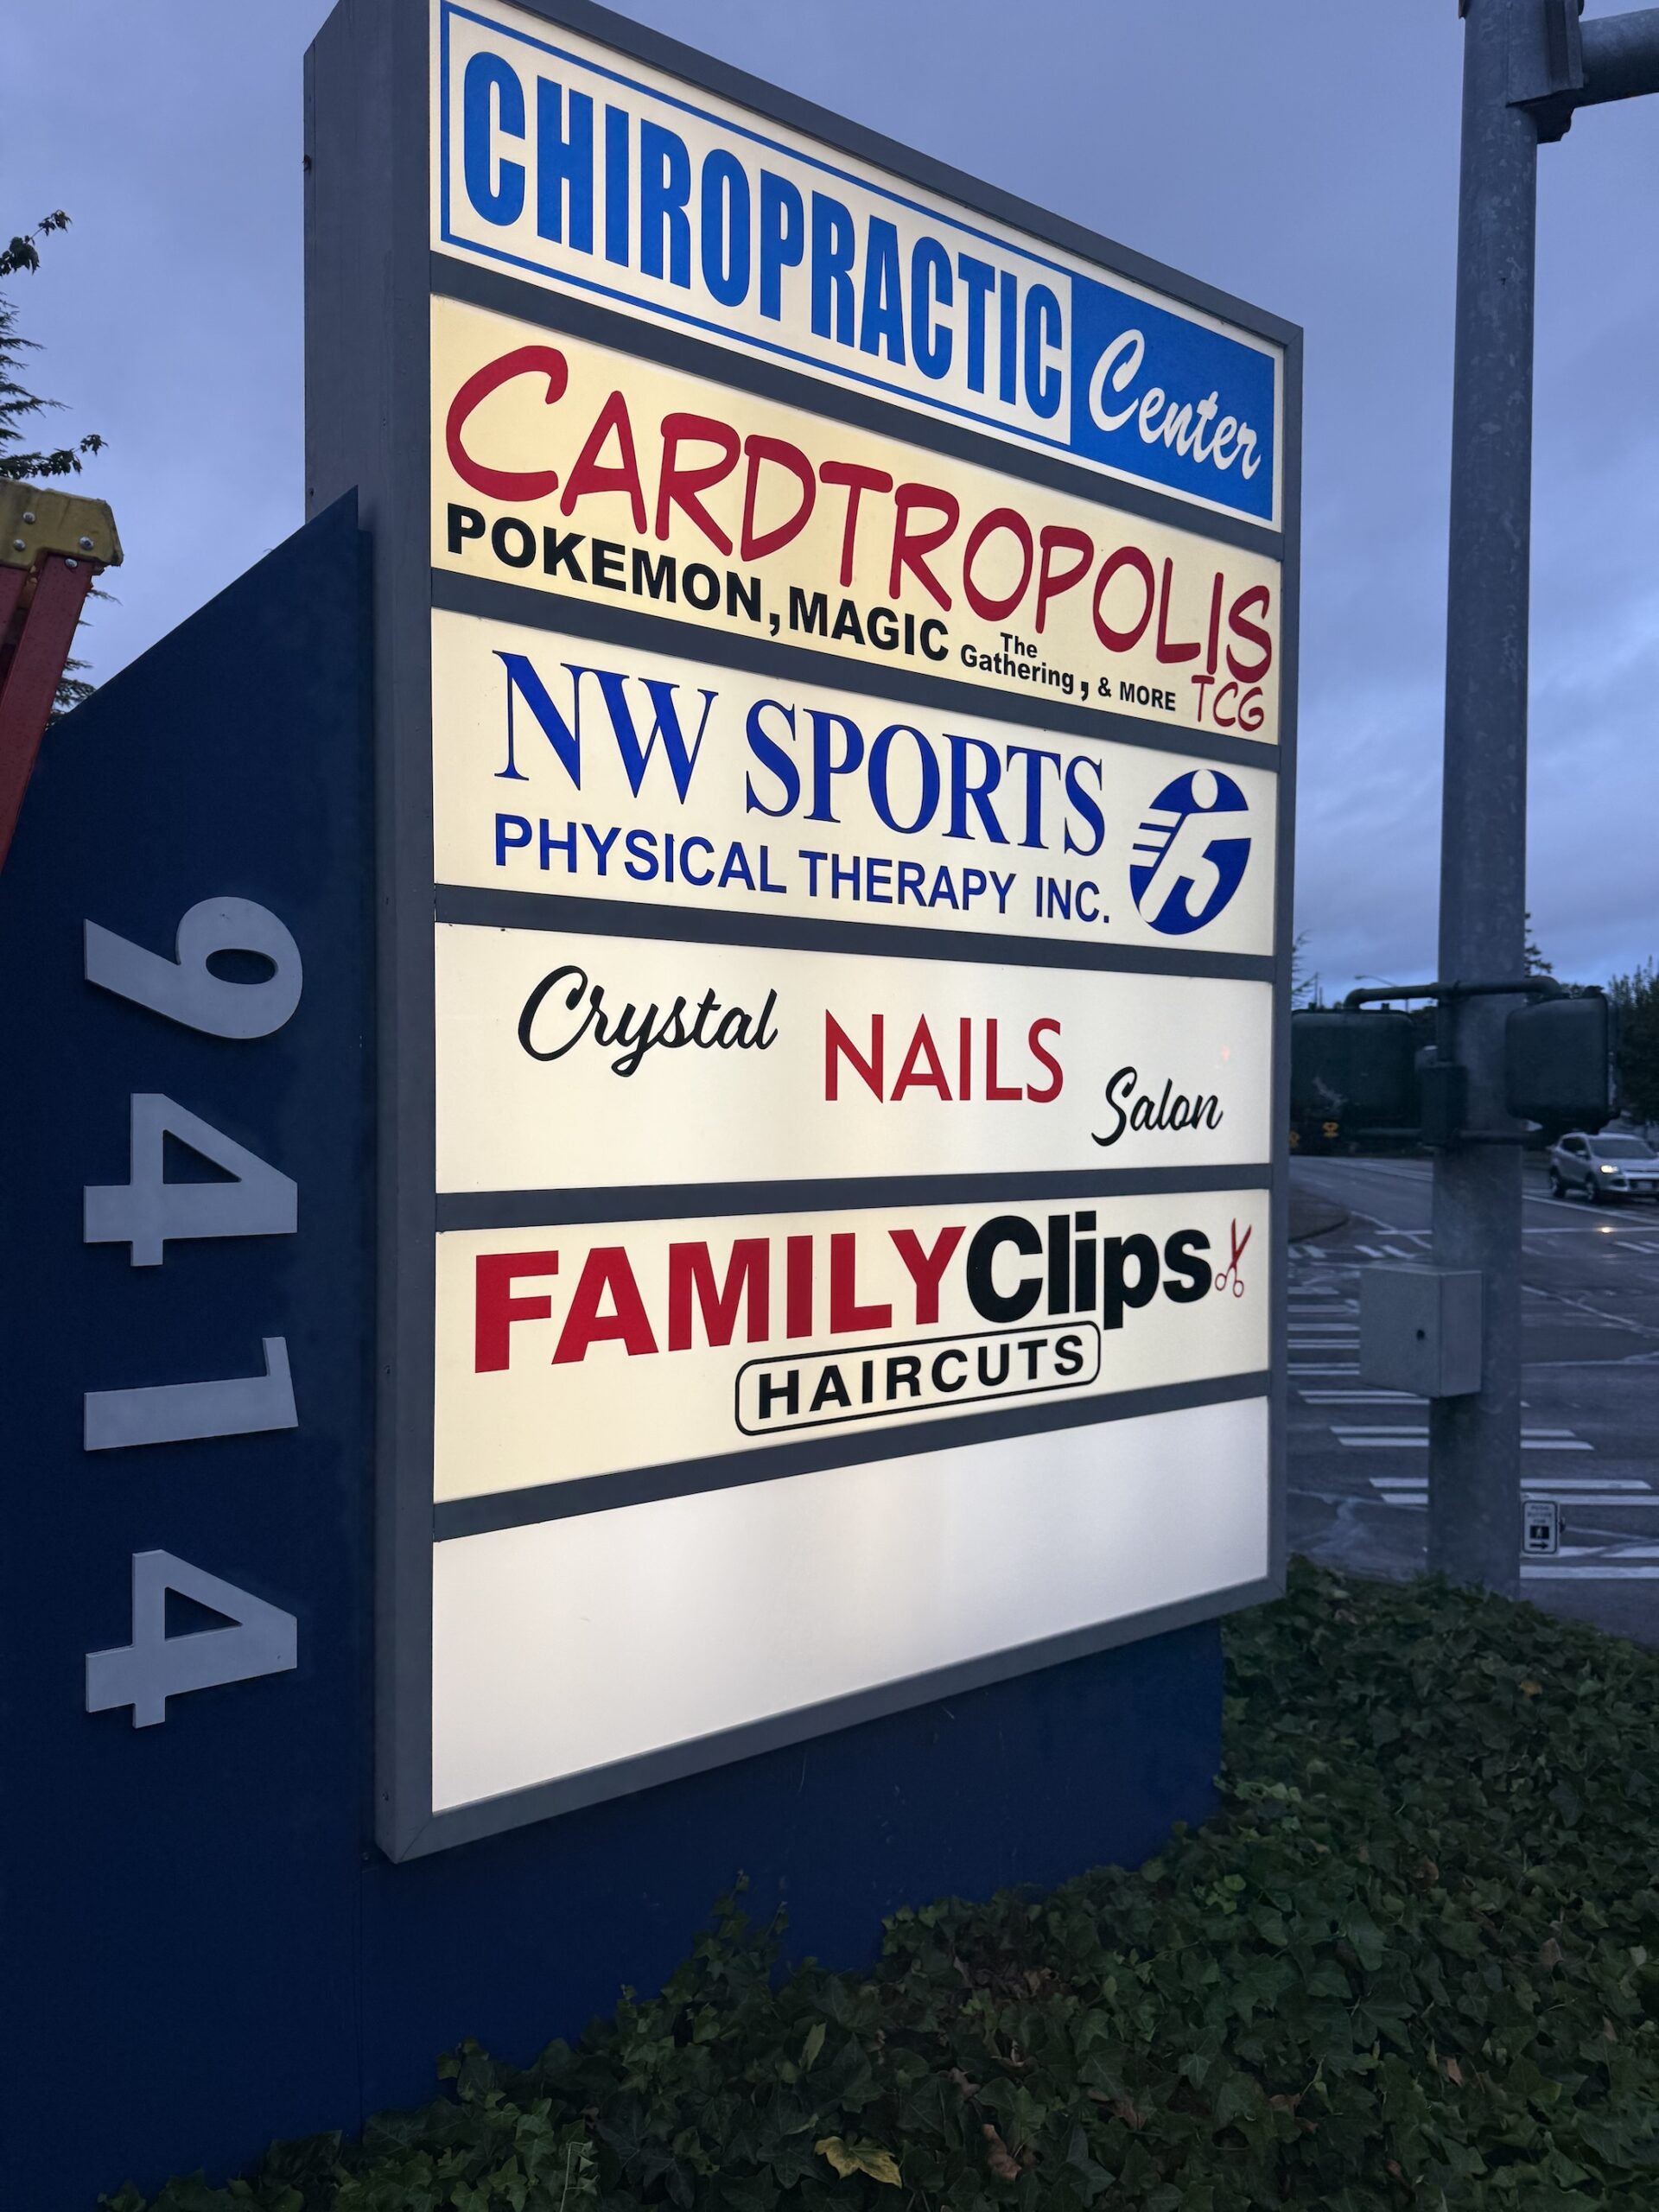 CHIROPRACTIC Center
CARDTROPOLIS
POKEMON, MAGIC The Gathering, & MORE TCG
NW SPORTS
PHYSICAL THERAPY INC.
Crystal NAILS Salon
FAMILYClips
HAIRCUTS
9414